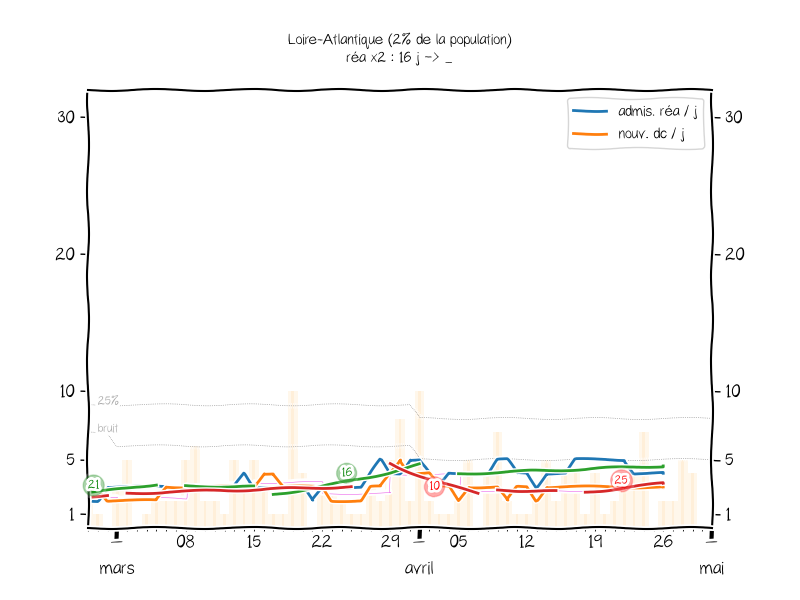 Loire-Atlantique (2% de la population)
réa x2 : 16 j -> _
admis. réa / j
nouv. dc / j
30
30
20
20
10
10
25%
bruit
5
5
21
16
10
25
1
1
08
15
22
29
05
12
19
26
mars
avril
mai